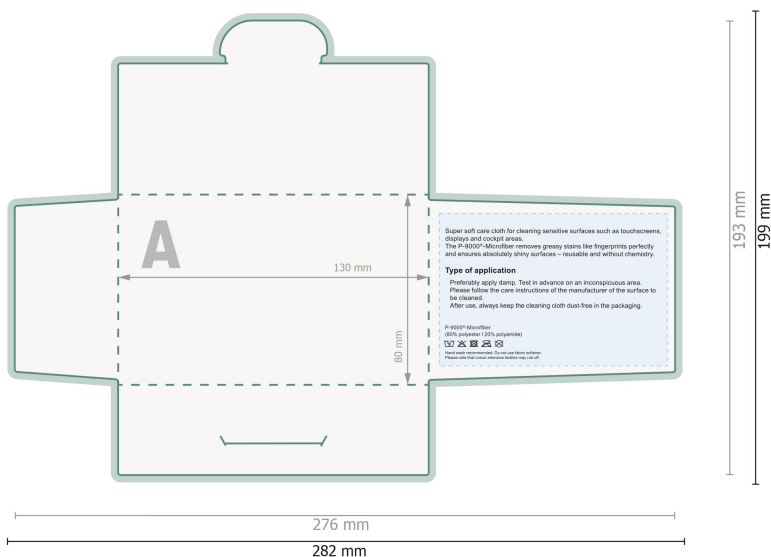 A
130 mm
80 mm
Super soft care cloth for cleaning sensitive surfaces such as touchscreens,
displays and cockpit areas.
The P-9000®-Microfiber removes greasy stains like fingerprints perfectly
and ensures absolutely shiny surfaces – reusable and without chemistry.
Type of application
Preferably apply damp. Test in advance on an inconspicuous area.
Please follow the care instructions of the manufacturer of the surface to
be cleaned.
After use, always keep the cleaning cloth dust-free in the packaging.
P-9000®-Microfiber
(80% polyester I 20% polyamide)
Hand wash recommended. Do not use fabric softener.
Please note that colour-intensive textiles may rub off.
193 mm
199 mm
276 mm
282 mm